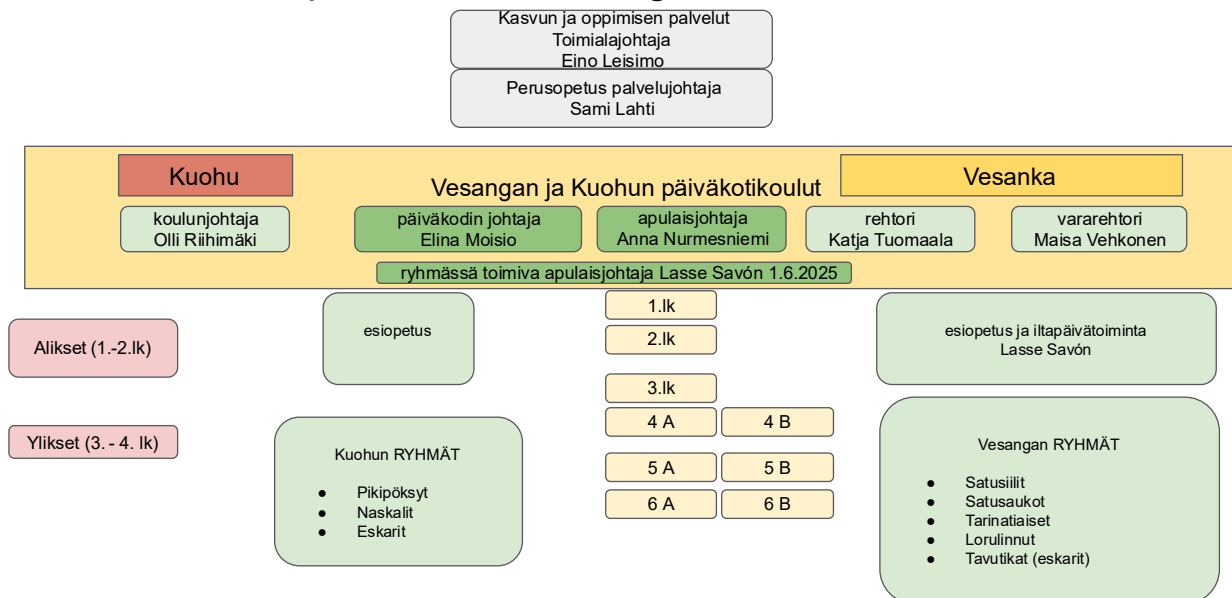 Kasvun ja oppimisen palvelut
Toimialajohtaja
Eino Leisimo
Perusopetus palvelujohtaja
Sami Lahti
Kuohu
Vesangan ja Kuohun päiväkotikoulut
Vesanka
koulunjohtaja
Olli Riihimäki
päiväkodin johtaja
Elina Moisio
apulaisjohtaja
Anna Nurmesniemi
rehtori
Katja Tuomaala
vararehtori
Maisa Vehkonen
ryhmässä toimiva apulaisjohtaja Lasse Savón 1.6.2025
Alikset (1.-2.lk)
Ylikset (3. - 4. lk)
esiopetus
Kuohun RYHMÄT
● Pikipöksyt
● Naskalit
● Eskarit
1.lk
2.lk
3.lk
4 A
4 B
5 A
5 B
6 A
6 B
esiopetus ja iltapäivätoiminta
Lasse Savón
Vesangan RYHMÄT
● Satusiilit
● Satusaukot
● Tarinatiaiset
● Lorulinnut
● Tavutikat (eskarit)